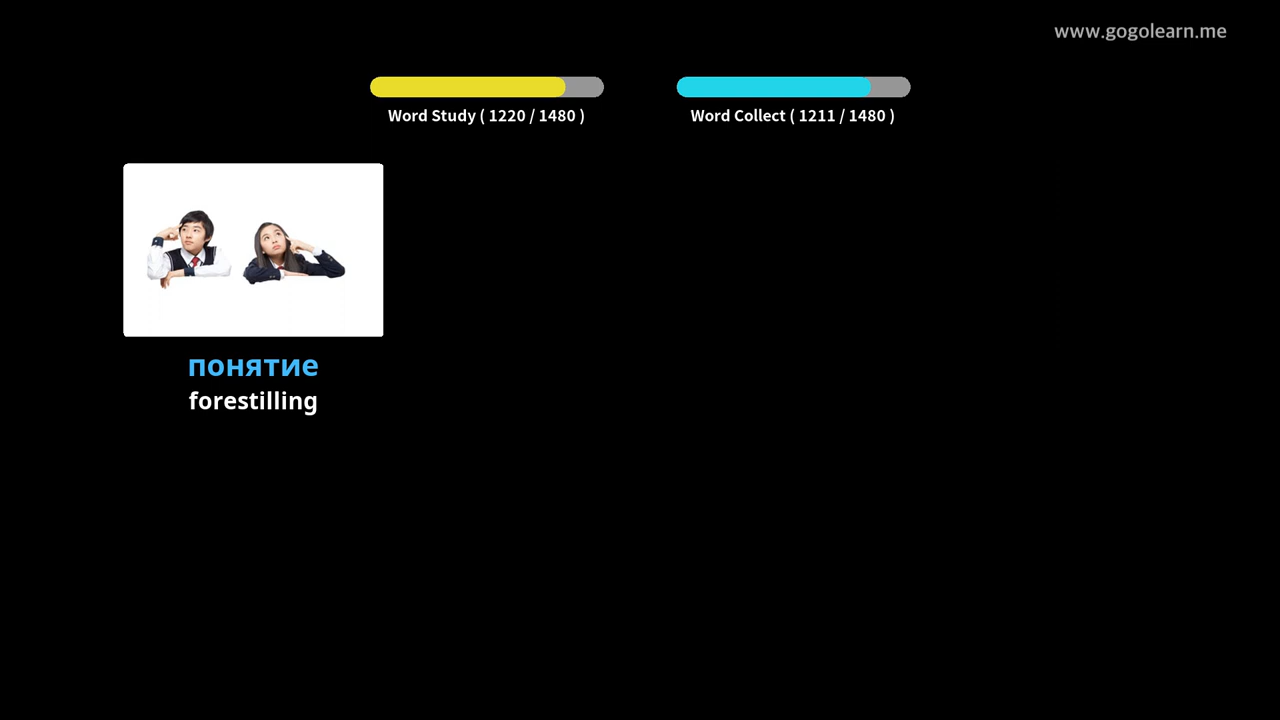 www.gogolearn.me
Word Study ( 1220 / 1480 )
Word Collect ( 1211 / 1480 )
понятие
forestilling